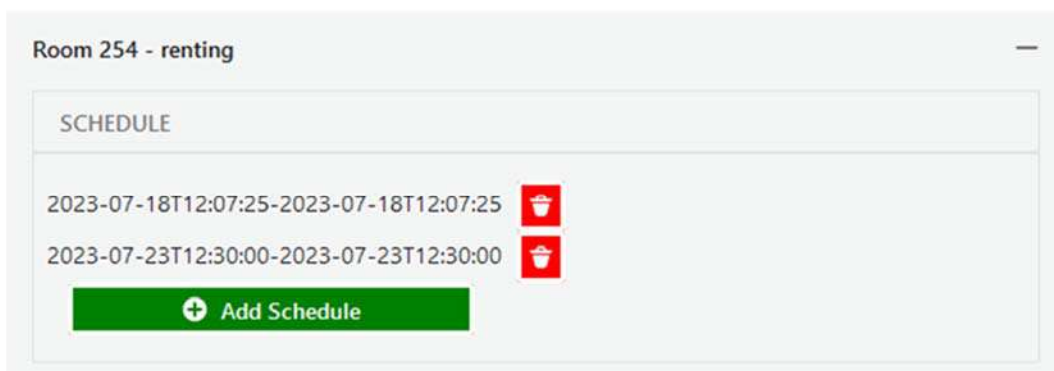 Room 254 - renting
SCHEDULE
2023-07-18T12:07:25-2023-07-18T12:07:25
2023-07-23T12:30:00-2023-07-23T12:30:00
Add Schedule